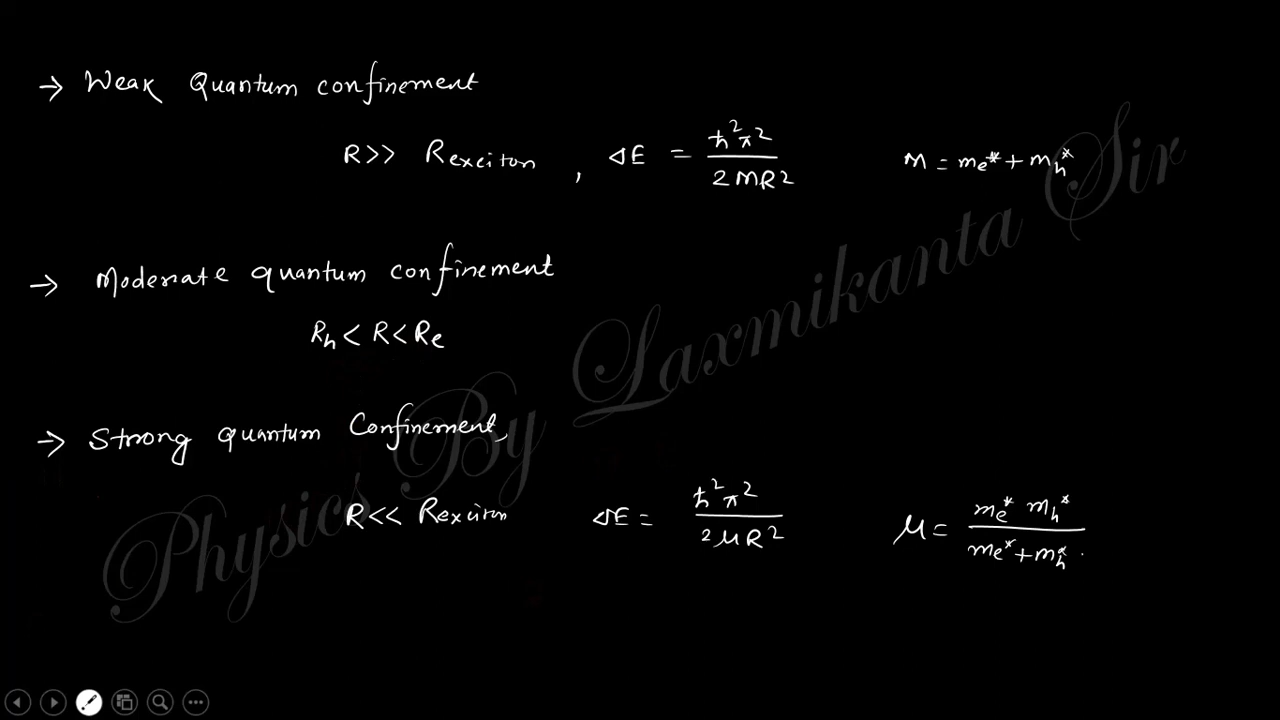 → Weak Quantum confinement
R>> Rexciton , ΔE = ℏ²π² / 2MR² M = me* + mh*
→ Moderate quantum confinement
Rh < R < Re
→ Strong quantum Confinement,
R<< Rexciton ΔE = ℏ²π² / 2μR² μ = me* mh* / me* + mh*
Physics By Laxmikanta Sir